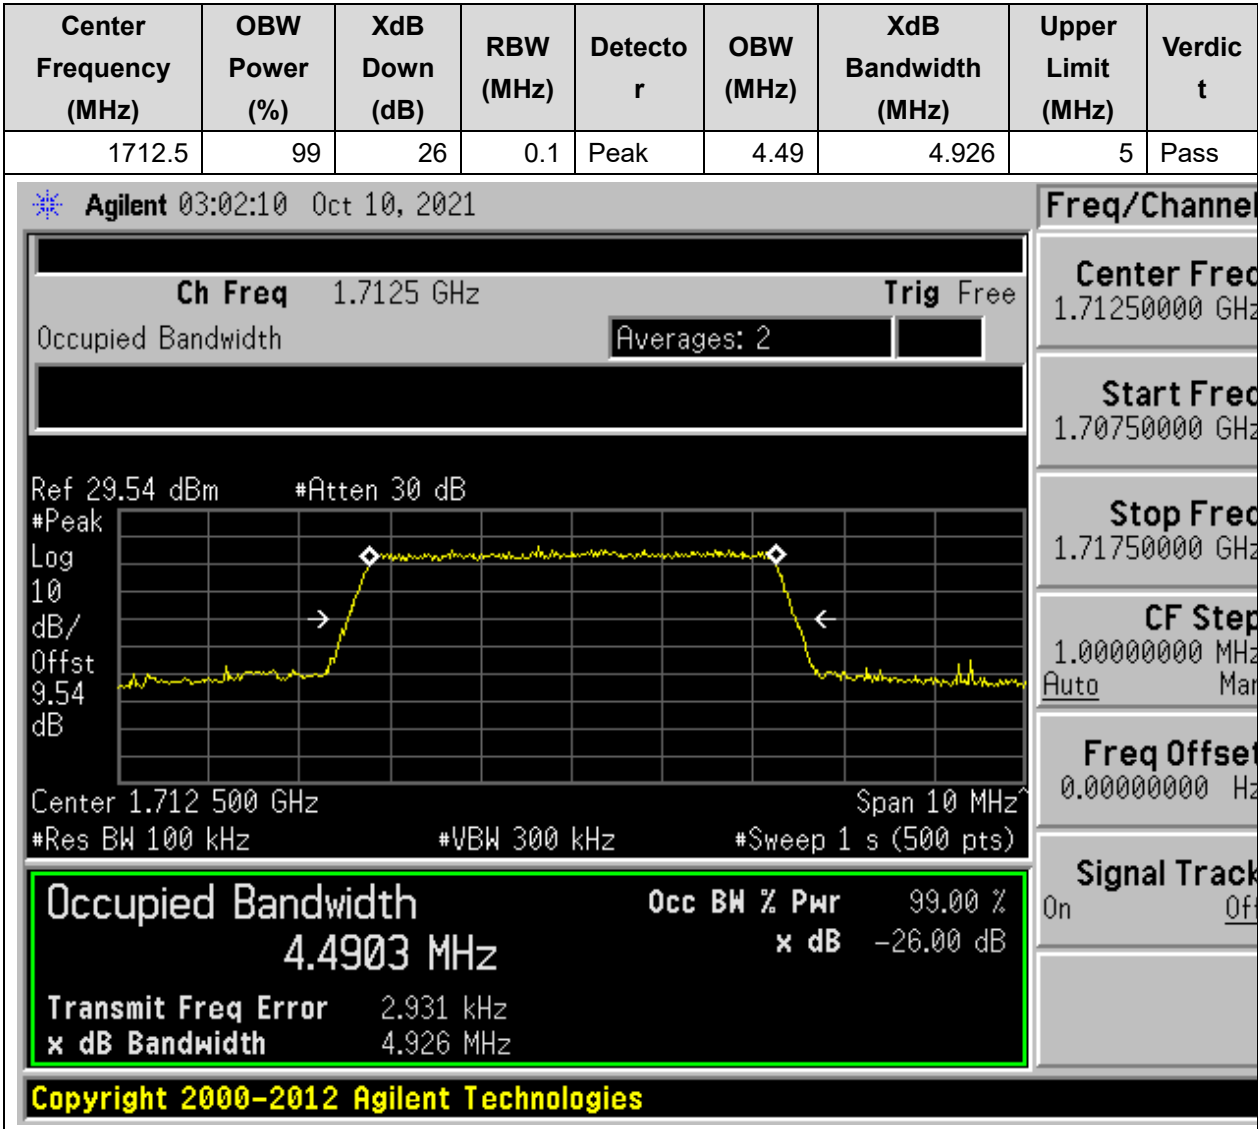 Center Frequency (MHz) OBW Power (%) XdB Down (dB) RBW (MHz) Detecto r OBW (MHz) XdB Bandwidth (MHz) Upper Limit (MHz) Verdic t
1712.5 99 26 0.1 Peak 4.49 4.926 5 Pass
Agilent 03:02:10 Oct 10, 2021
Freq/Channel
Ch Freq 1.7125 GHz Trig Free
Occupied Bandwidth Averages: 2
Center Freq
1.71250000 GHz
Start Freq
1.70750000 GHz
Stop Freq
1.71750000 GHz
CF Step
1.00000000 MHz
Auto Man
Freq Offset
0.00000000 Hz
Signal Track
On Off
Ref 29.54 dBm #Atten 30 dB
#Peak
Log
10
dB/
Offst
9.54
dB
Center 1.712 500 GHz Span 10 MHz^
#Res BW 100 kHz #VBW 300 kHz #Sweep 1 s (500 pts)
Occupied Bandwidth
4.4903 MHz
Occ BW % Pwr 99.00 %
x dB -26.00 dB
Transmit Freq Error 2.931 kHz
x dB Bandwidth 4.926 MHz
Copyright 2000-2012 Agilent Technologies